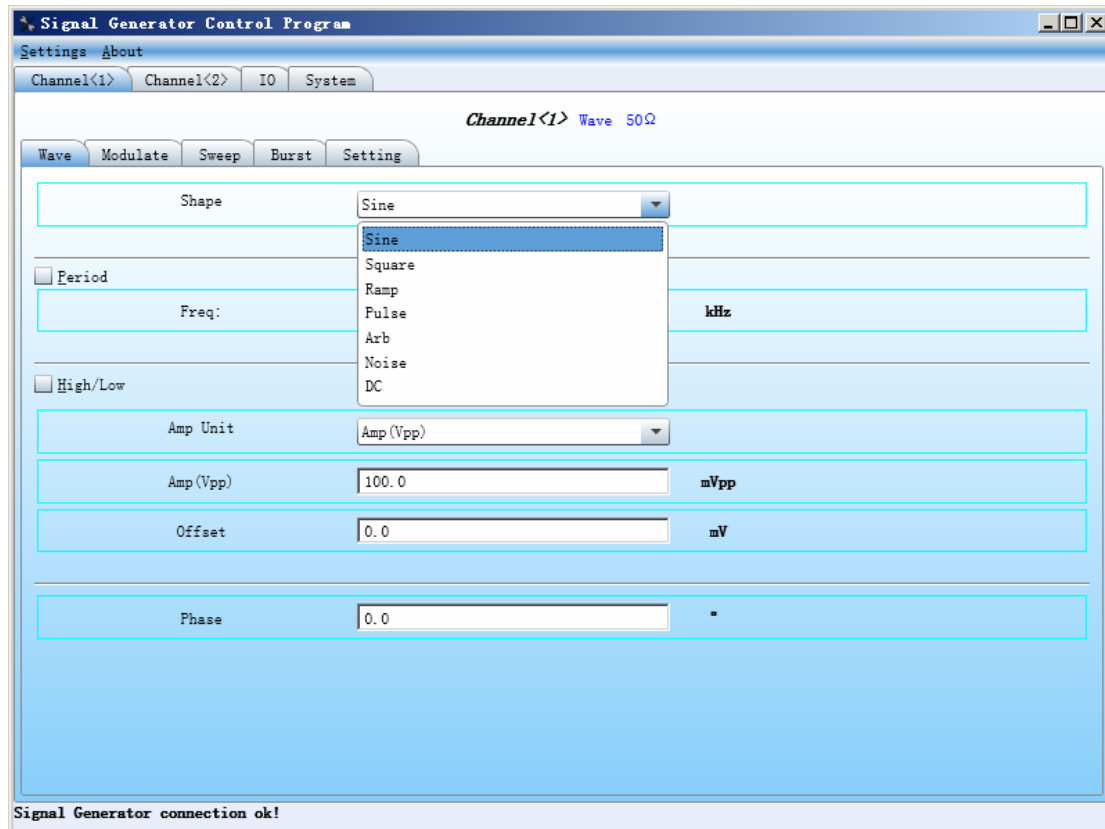 Signal Generator Control Program
Settings About
Channel<1> Channel<2> IO System
Channel<1> Wave 50Ω
Wave Modulate Sweep Burst Setting
Shape Sine
Sine
Square
Period
Ramp
Freq: Pulse kHz
Arb
Noise
High/Low DC
Amp Unit Amp(Vpp)
Amp(Vpp) 100.0 mVpp
Offset 0.0 mV
Phase 0.0 °
Signal Generator connection ok!